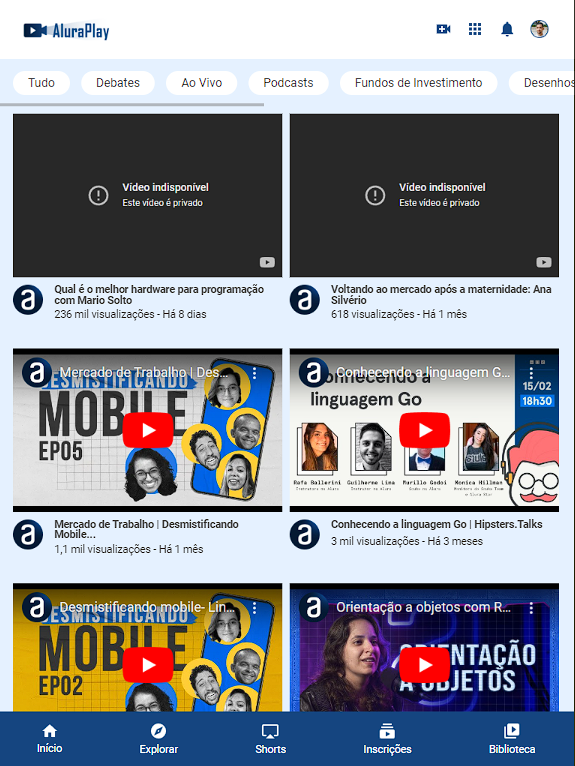 AluraPlay
Tudo
Debates
Ao Vivo
Podcasts
Fundos de Investimento
Desenhos
Vídeo indisponível
Este vídeo é privado
Vídeo indisponível
Este vídeo é privado
Qual é o melhor hardware para programação
com Mario Solto
236 mil visualizações - Há 8 dias
Voltando ao mercado após a maternidade: Ana
Silvério
618 visualizações - Há 1 mês
Mercado de Trabalho | Des...
DESMISTIFICANDO
MOBILE
EP05
Conhecendo a linguagem G...
Conhecendo a
linguagem Go
15/02
18h30
Rafa Ballerini
Guilherme Lima
Murillo Godoi
Monica Hillman
Mercado de Trabalho | Desmistificando
Mobile...
1,1 mil visualizações - Há 1 mês
Conhecendo a linguagem Go | Hipsters.Talks
3 mil visualizações - Há 3 meses
Desmistificando mobile- Lin...
DESMISTIFICANDO
MOBILE
EP02
Orientação a objetos com R...
ORIENTAÇÃO
A OBJETOS
Início
Explorar
Shorts
Inscrições
Biblioteca